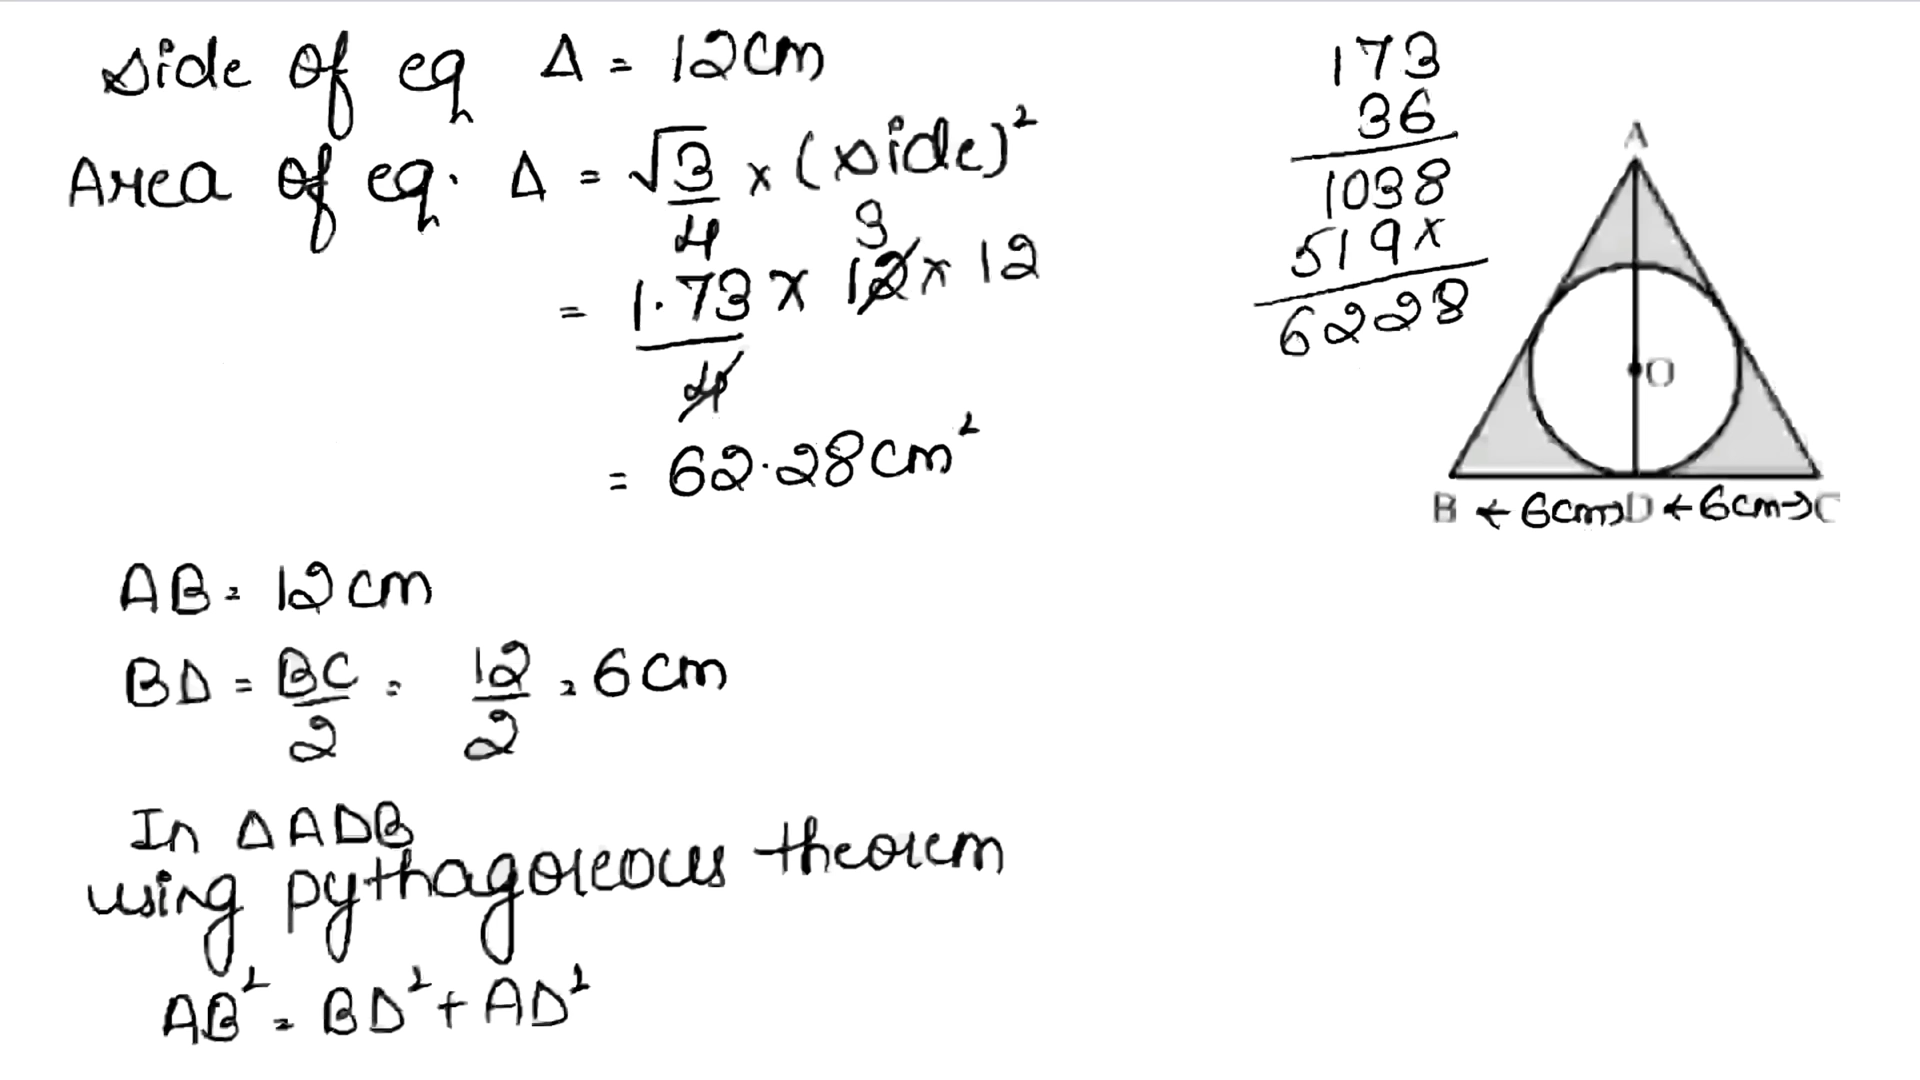 side of eq Δ = 12cm
Area of eq. Δ = √3/4 × (side)²
= 1.73/4 × 12 × 12
3
= 62.28cm²
AB = 12cm
BD = BC/2 = 12/2 = 6cm
In ΔADB
using pythagoreous theorem
AB² = BD² + AD²
173
36
1038
519×
6228
A
O
B ← 6cm→ D ← 6cm→ C